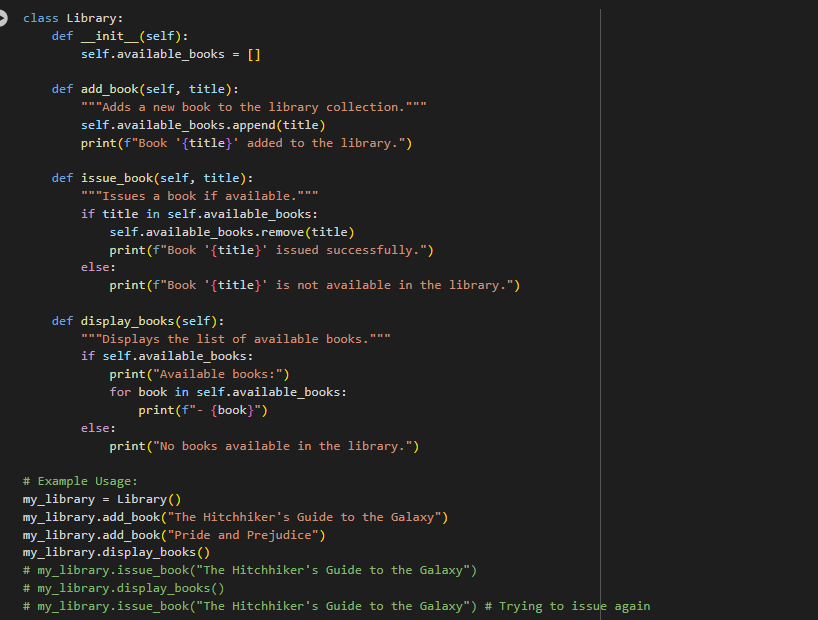 class Library:
    def __init__(self):
        self.available_books = []

    def add_book(self, title):
        """Adds a new book to the library collection."""
        self.available_books.append(title)
        print(f"Book '{title}' added to the library.")

    def issue_book(self, title):
        """Issues a book if available."""
        if title in self.available_books:
            self.available_books.remove(title)
            print(f"Book '{title}' issued successfully.")
        else:
            print(f"Book '{title}' is not available in the library.")

    def display_books(self):
        """Displays the list of available books."""
        if self.available_books:
            print("Available books:")
            for book in self.available_books:
                print(f"- {book}")
        else:
            print("No books available in the library.")

# Example Usage:
my_library = Library()
my_library.add_book("The Hitchhiker's Guide to the Galaxy")
my_library.add_book("Pride and Prejudice")
my_library.display_books()
# my_library.issue_book("The Hitchhiker's Guide to the Galaxy")
# my_library.display_books()
# my_library.issue_book("The Hitchhiker's Guide to the Galaxy") # Trying to issue again